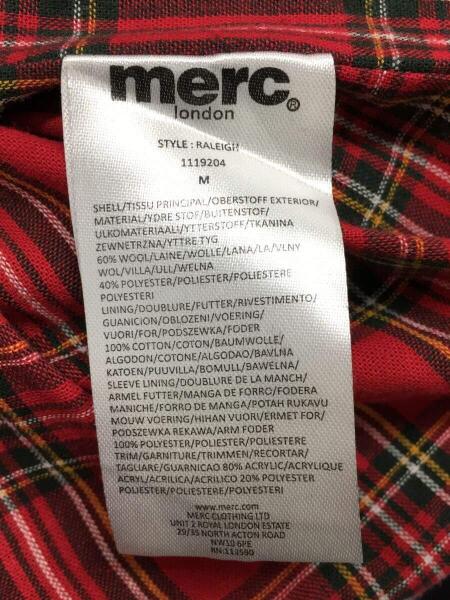 merc®
london
STYLE : RALEIGH
1119204
M
SHELL/TISSU PRINCIPAL/OBERSTOFF EXTERIOR/
MATERIAL/YDRE STOF/BUITENSTOF/
ULKOMATERIAALI/YTTERSTOFF/TKANINA
ZEWNETRZNA/YTTRE TYG
60% WOOL/LAINE/WOLLE/LANA/LA/VLNY
WOL/VILLA/ULL/WELNA
40% POLYESTER/POLIESTER/POLIESTERE
POLYESTERI
LINING/DOUBLURE/FUTTER/RIVESTIMENTO/
GUANICION/OBLOZENI/VOERING/
VUORI/FOR/PODSZEWKA/FODER
100% COTTON/COTON/BAUMWOLLE/
ALGODON/COTONE/ALGODAO/BAVLNA
KATOEN/PUUVILLA/BOMULL/BAWELNA/
SLEEVE LINING/DOUBLURE DE LA MANCH/
ARMEL FUTTER/MANGA DE FORRO/FODERA
MANICHE/FORRO DE MANGA/POTAH RUKAVU
MOUW VOERING/HIHAN VUORI/ERMET FOR/
PODSZEWKA REKAWA/ARM FODER
100% POLYESTER/POLIESTER/POLIESTERE
TRIM/GARNITURE/TRIMMEN/RECORTAR/
TAGLIARE/GUARNICAO 80% ACRYLIC/ACRYLIQUE
ACRYL/ACRILICA/ACRILICO 20% POLYESTER
POLIESTER/POLIESTERE/POLYESTERI
www.merc.com
MERC CLOTHING LTD
UNIT 2 ROYAL LONDON ESTATE
29/35 NORTH ACTON ROAD
NW10 6PE
RN:113590